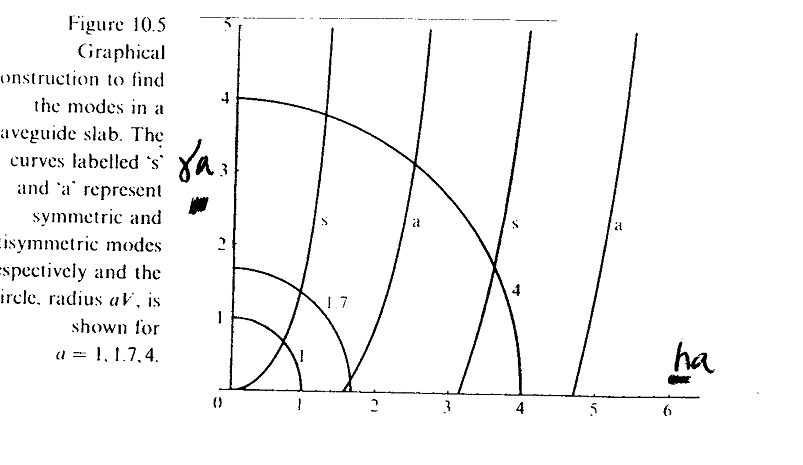 Figure 10.5
Graphical
onstruction to find
the modes in a
aveguide slab. The
curves labelled ‘s’
and ‘a’ represent
symmetric and
tisymmetric modes
spectively and the
ircle, radius aV, is
shown for
a = 1, 1.7, 4.
5
4
γa 3
2
1
0 1 2 3 4 5 6
s a s a
1.7
4
1
ha